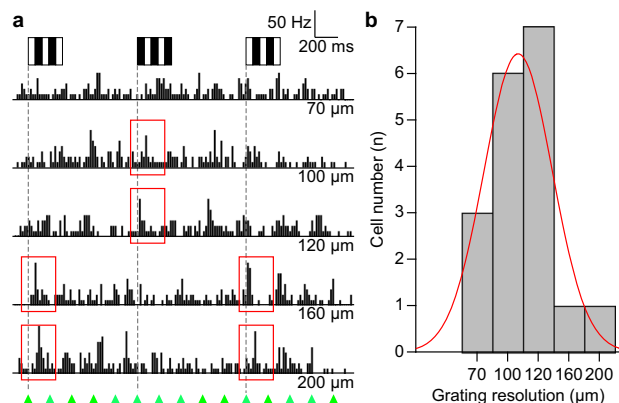 a
50 Hz
200 ms
70 µm
100 µm
120 µm
160 µm
200 µm
b
Cell number (n)
7
6
5
4
3
2
1
0
70 100 120 160 200
Grating resolution (µm)